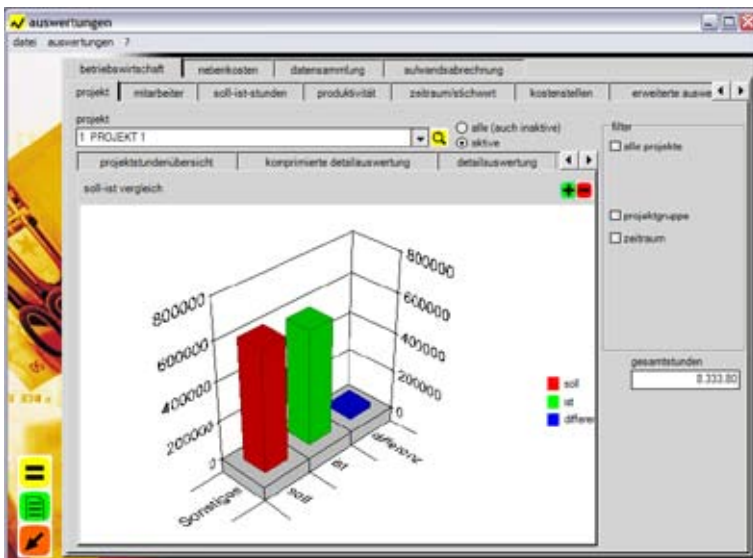 auswertungen
datei auswertungen ?
betriebswirtschaft nebenkosten datensammlung aufwandsabrechnung
projekt mitarbeiter soll-ist-stunden produktivität zeitraum/stichwort kostenstellen erweiterte auswe
projekt
1 PROJEKT 1
alle (auch inaktive)
aktive
filter
alle projekte
projektgruppe
zeitraum
projektstundenübersicht komprimierte detailauswertung detailauswertung
soll-ist vergleich
800000
600000
400000
200000
0
800000
600000
400000
200000
0
Sonstiges
soll
ist
differenz
soll
ist
differen
gesamtstunden
8.333.80